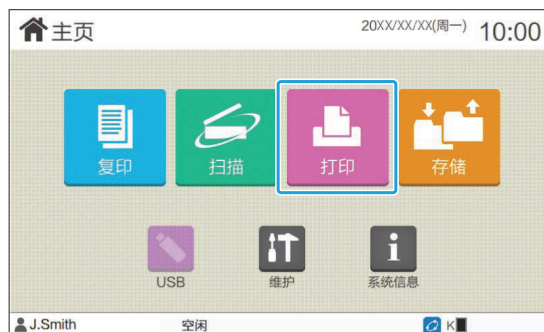 主页 20XX/XX/XX(周一) 10:00
复印 扫描 打印 存储
USB 维护 系统信息
J.Smith 空闲 K